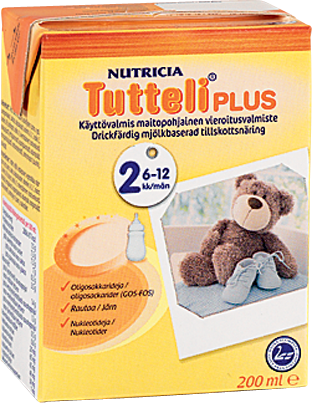 NUTRICIA
Tutteli® PLUS
Käyttövalmis maitopohjainen vieroitusvalmiste
Drickfärdig mjölkbaserad tillskottsnäring
2 6-12
kk/mån
Oligosakkarideja /
oligosackarider (GOS-FOS)
Rautaa / Järn
Nukleotideja /
Nukleotider
200 ml e